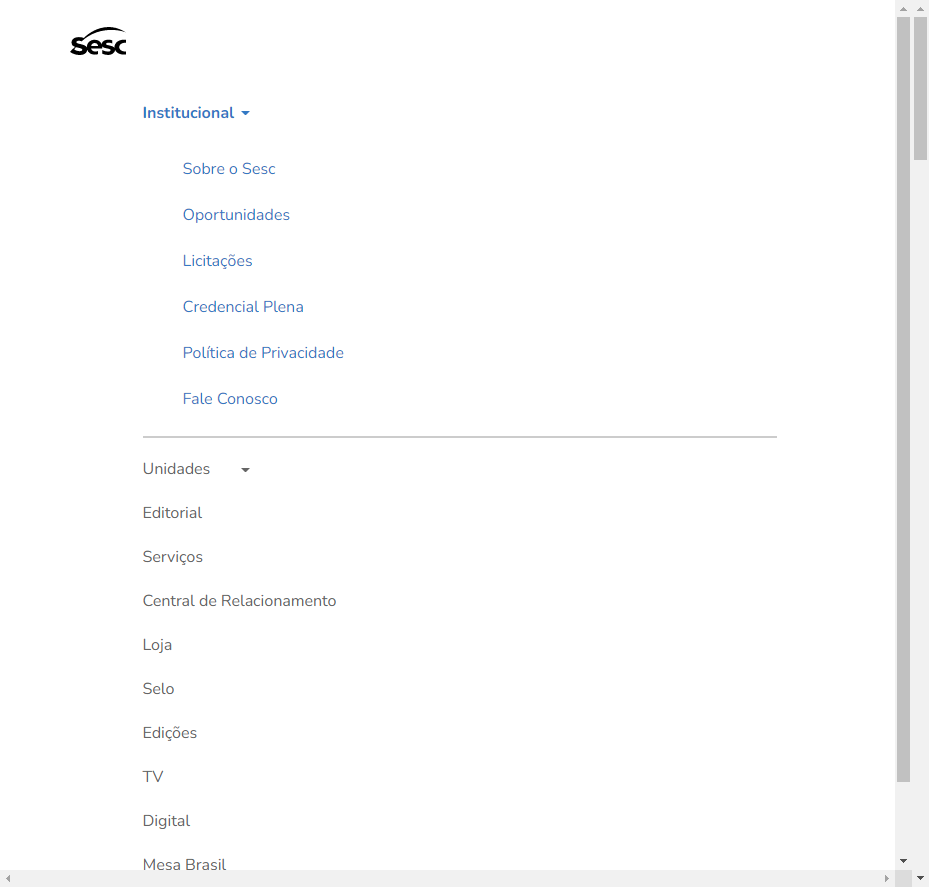 Sesc
Institucional
Sobre o Sesc
Oportunidades
Licitações
Credencial Plena
Política de Privacidade
Fale Conosco
Unidades
Editorial
Serviços
Central de Relacionamento
Loja
Selo
Edições
TV
Digital
Mesa Brasil